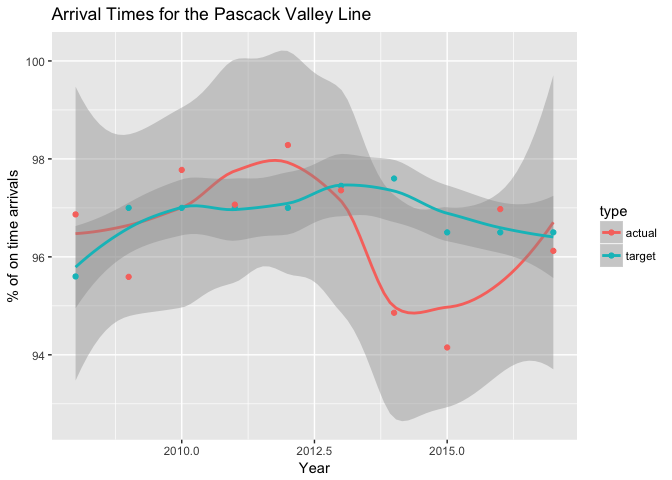 Arrival Times for the Pascack Valley Line
% of on time arrivals
100
98
96
94
2010.0 2012.5 2015.0
Year
type
actual
target